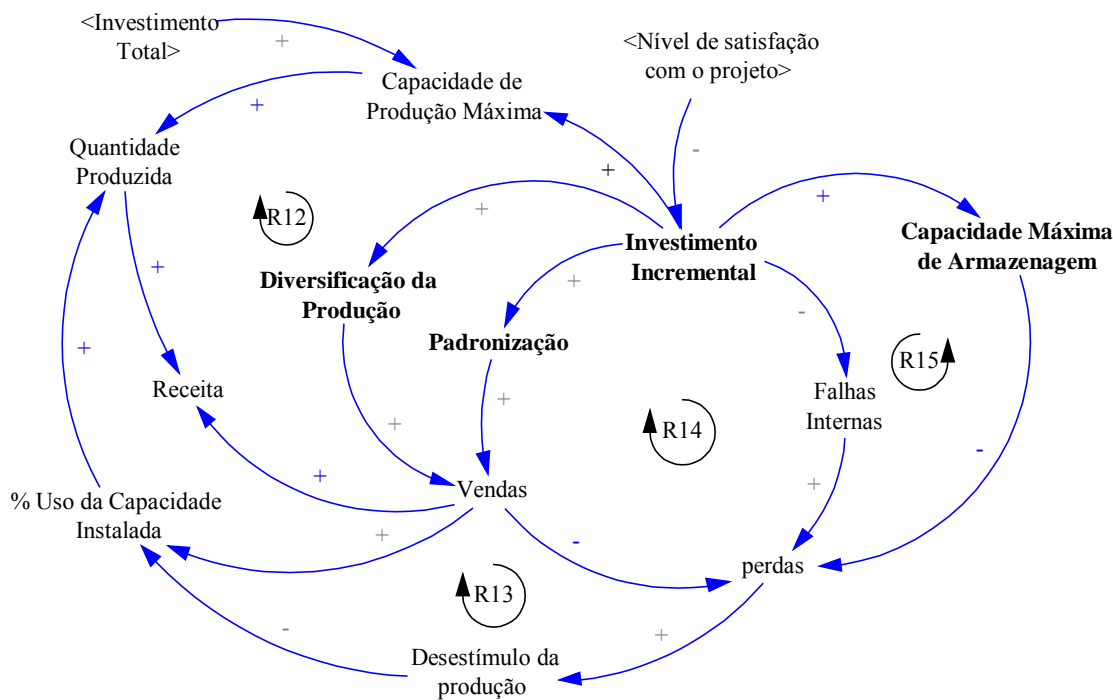 <Investimento
Total>
+
<Nível de satisfação
com o projeto>
Capacidade de
Produção Máxima
+
-
Quantidade
Produzida
+
R12
+
+
Investimento
Incremental
Capacidade Máxima
de Armazenagem
+
Diversificação da
Produção
+
-
Padronização
+
R15
Receita
+
Falhas
Internas
R14
+
-
% Uso da Capacidade
Instalada
+
Vendas
+
+
-
perdas
R13
-
+
Desestímulo da
produção